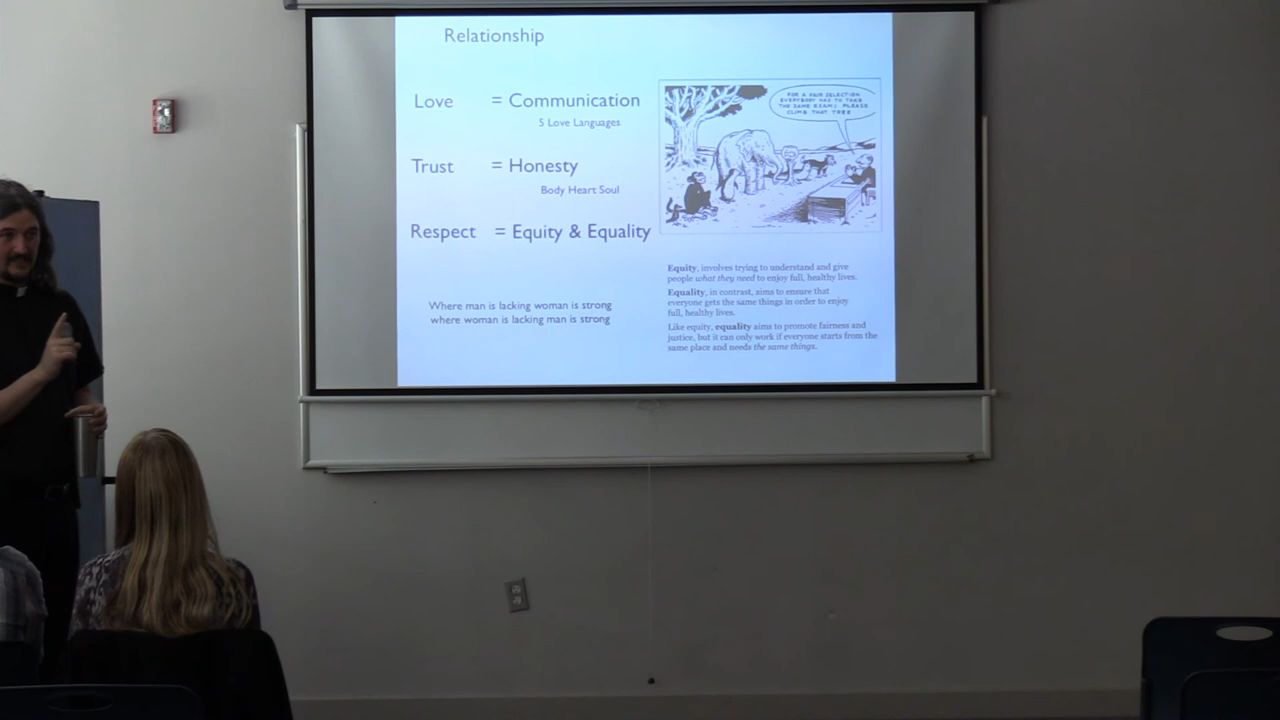 Relationship
Love = Communication
5 Love Languages
Trust = Honesty
Body Heart Soul
Respect = Equity & Equality
Where man is lacking woman is strong
where woman is lacking man is strong
FOR A FAIR SELECTION
EVERYBODY HAS TO TAKE
THE SAME EXAM: PLEASE
CLIMB THAT TREE
Equity, involves trying to understand and give
people what they need to enjoy full, healthy lives.
Equality, in contrast, aims to ensure that
everyone gets the same things in order to enjoy
full, healthy lives.
Like equity, equality aims to promote fairness and
justice, but it can only work if everyone starts from the
same place and needs the same things.